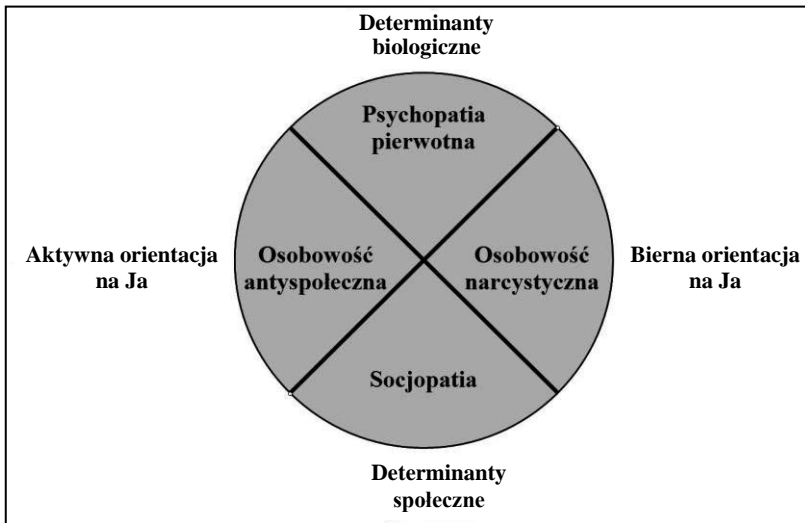 Determinanty
biologiczne
Psychopatia
pierwotna
Aktywna orientacja
na Ja
Osobowość
antyspołeczna
Osobowość
narcystyczna
Bierna orientacja
na Ja
Socjopatia
Determinanty
społeczne